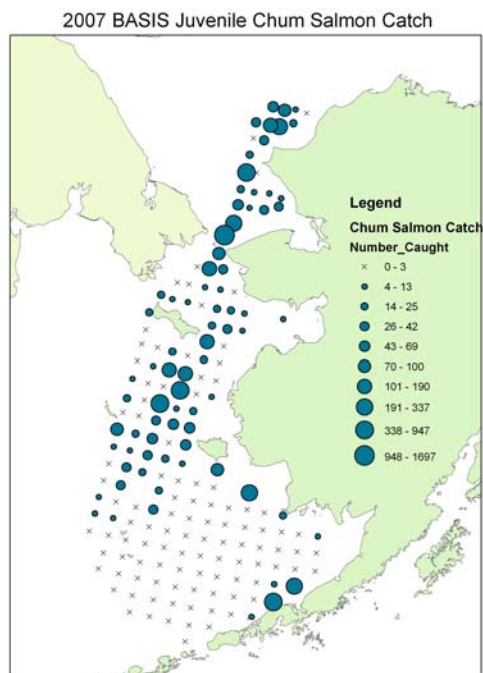 2007 BASIS Juvenile Chum Salmon Catch
Legend
Chum Salmon Catch
Number_Caught
0 - 3
4 - 13
14 - 25
26 - 42
43 - 69
70 - 100
101 - 190
191 - 337
338 - 947
948 - 1697